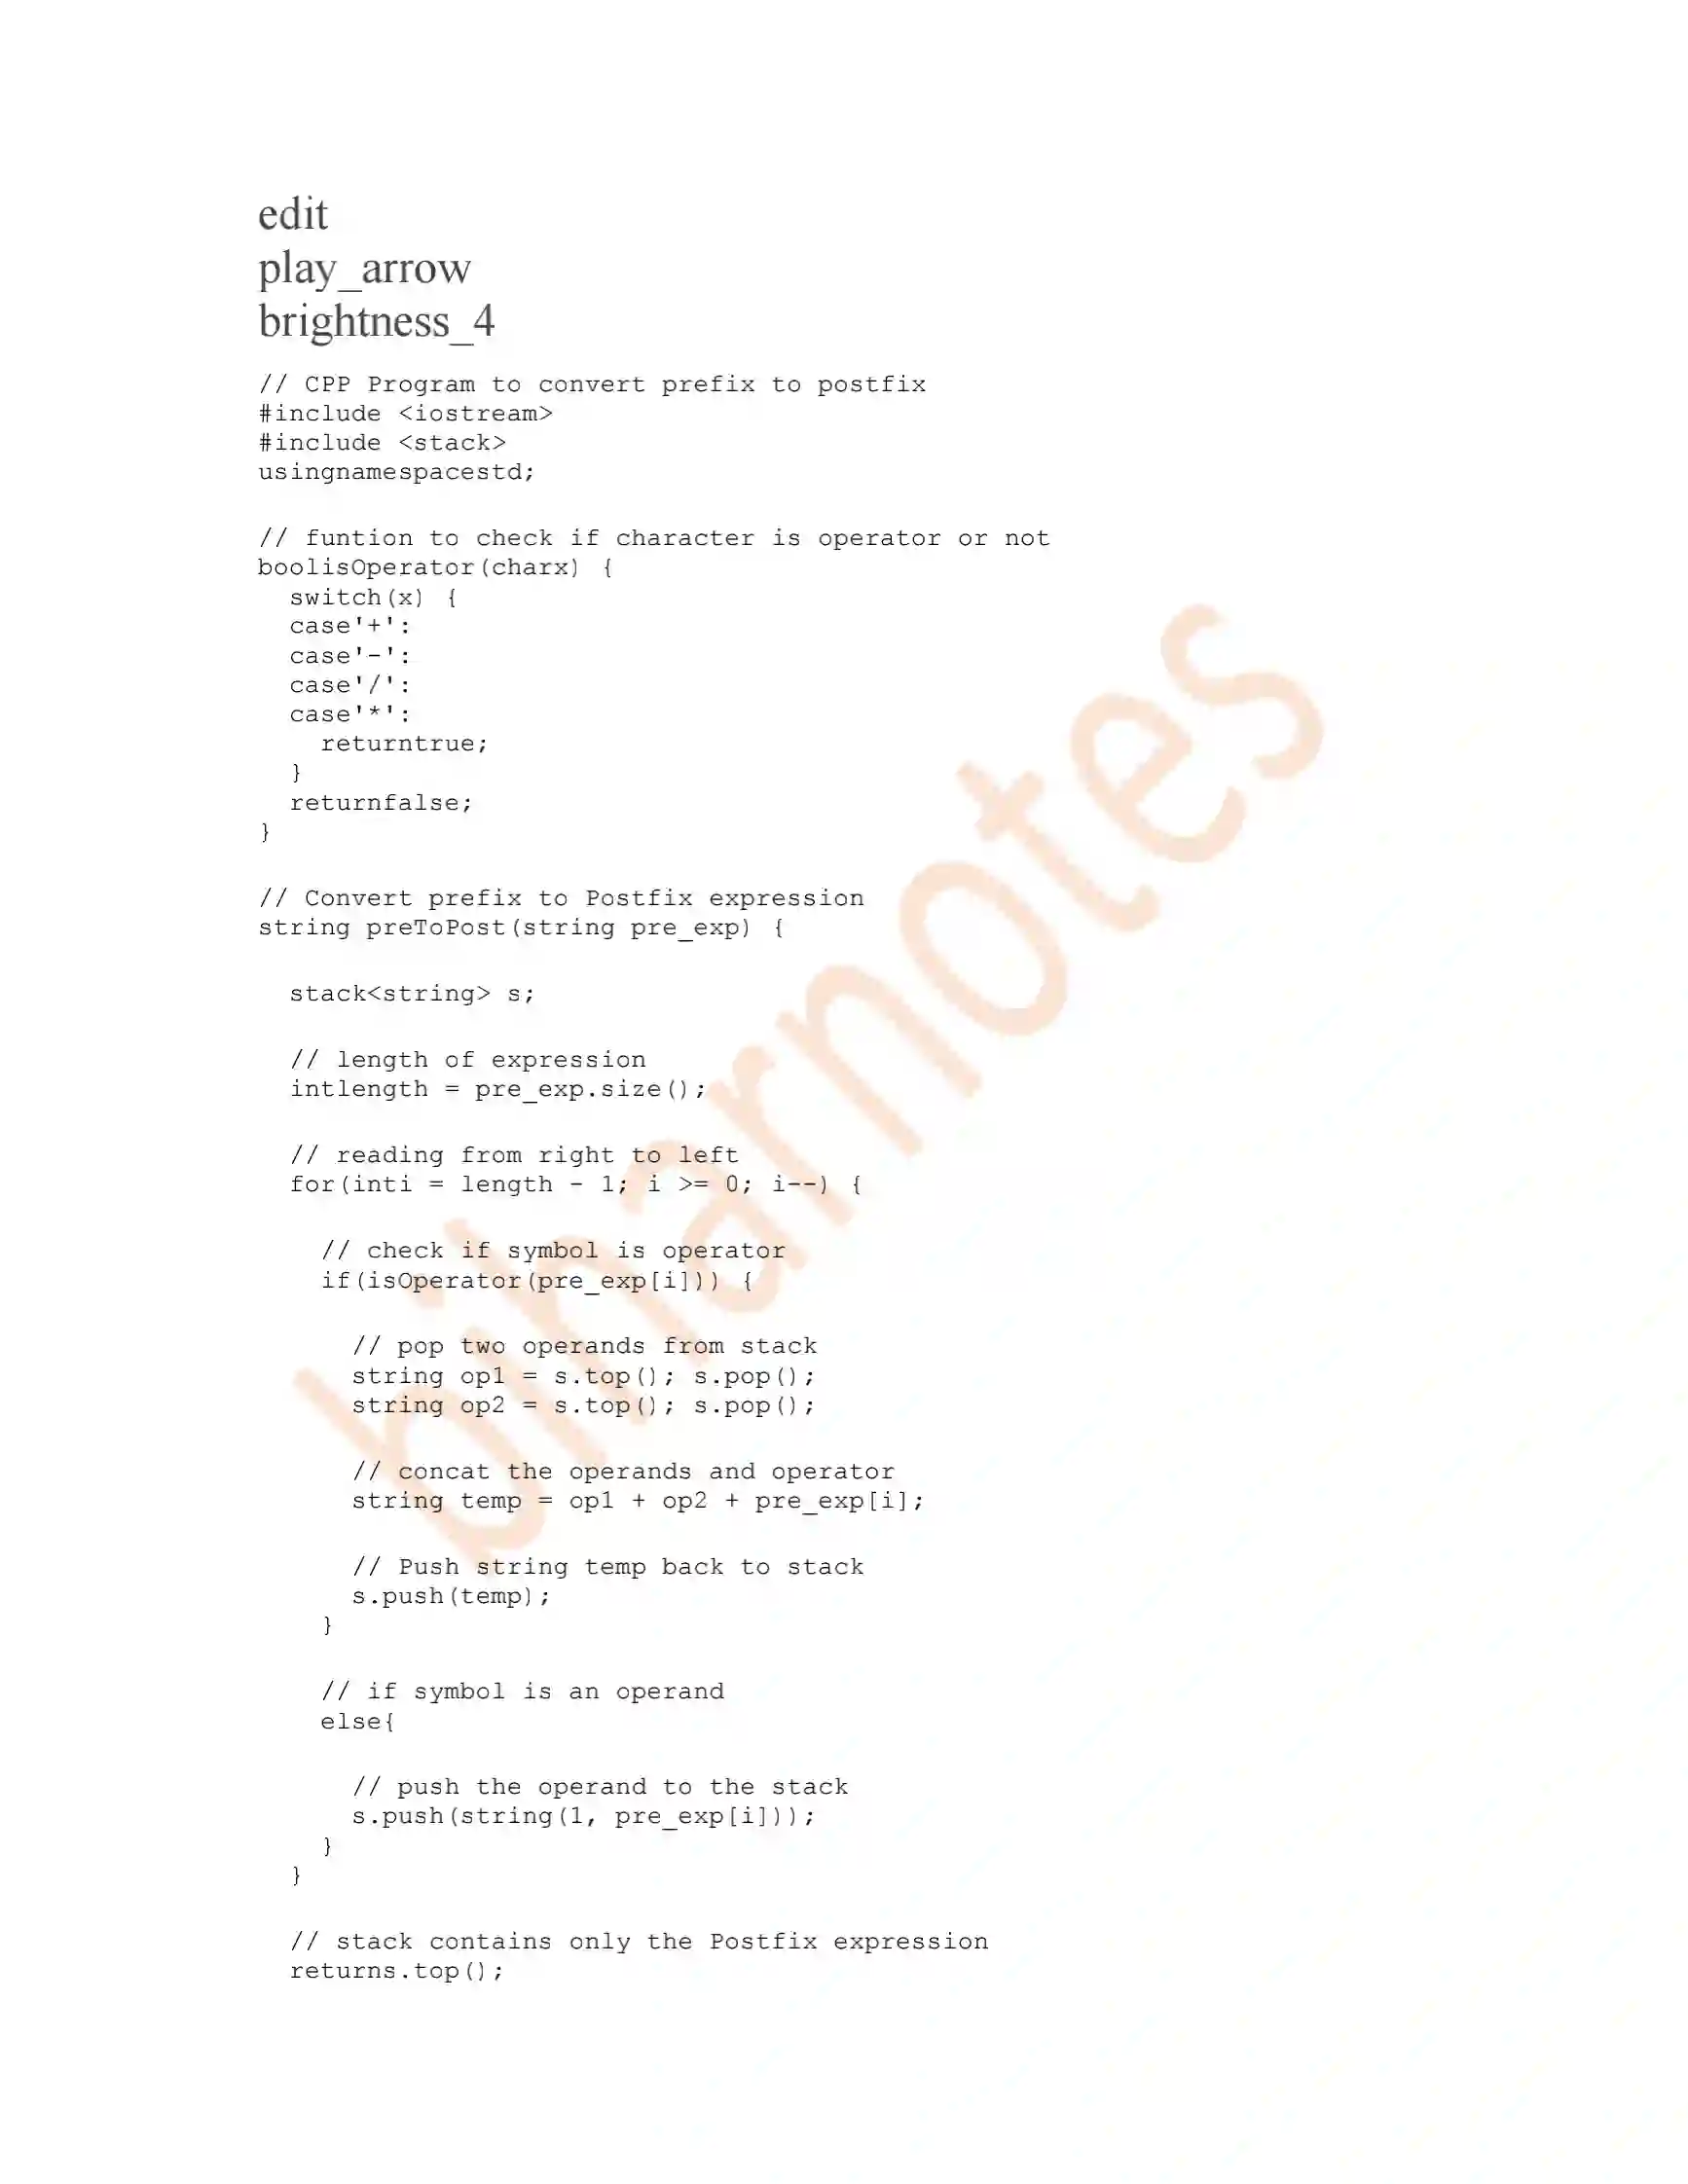 edit
play_arrow
brightness_4
// CPP Program to convert prefix to postfix
#include <iostream>
#include <stack>
usingnamespacestd;
// funtion to check if character is operator or not
boolisOperator(charx) {
switch(x) {
case'+':
case'-':
case'/':
case'*':
returntrue;
}
returnfalse;
}
// Convert prefix to Postfix expression
string preToPost(string pre_exp) {
stack<string> s;
// length of expression
intlength = pre_exp.size();
// reading from right to left
for(inti = length - 1; i >= 0; i--) {
// check if symbol is operator
if(isOperator(pre_exp[i])) {
// pop two operands from stack
string op1 = s.top(); s.pop();
string op2 = s.top(); s.pop();
// concat the operands and operator
string temp = op1 + op2 + pre_exp[i];
// Push string temp back to stack
s.push(temp);
}
// if symbol is an operand
else{
// push the operand to the stack
s.push(string(1, pre_exp[i]));
}
}
// stack contains only the Postfix expression
returns.top();
biharnotes